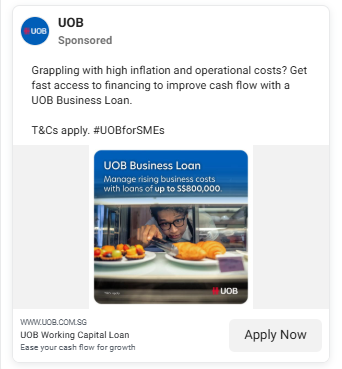 UOB
UOB
Sponsored
Grappling with high inflation and operational costs? Get
fast access to financing to improve cash flow with a
UOB Business Loan.
T&Cs apply. #UOBforSMEs
UOB Business Loan
Manage rising business costs
with loans of up to S$800,000.
UOB
WWW.UOB.COM.SG
UOB Working Capital Loan
Ease your cash flow for growth
Apply Now